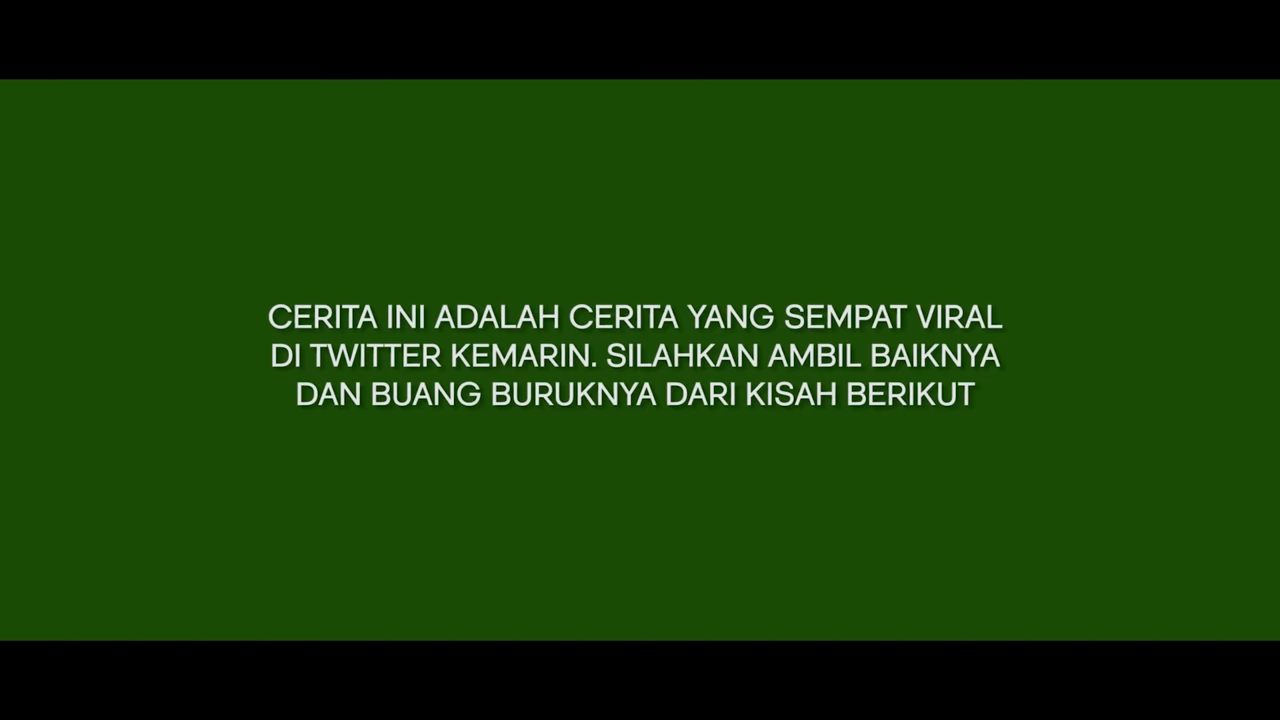 CERITA INI ADALAH CERITA YANG SEMPAT VIRAL
DI TWITTER KEMARIN. SILAHKAN AMBIL BAIKNYA
DAN BUANG BURUKNYA DARI KISAH BERIKUT